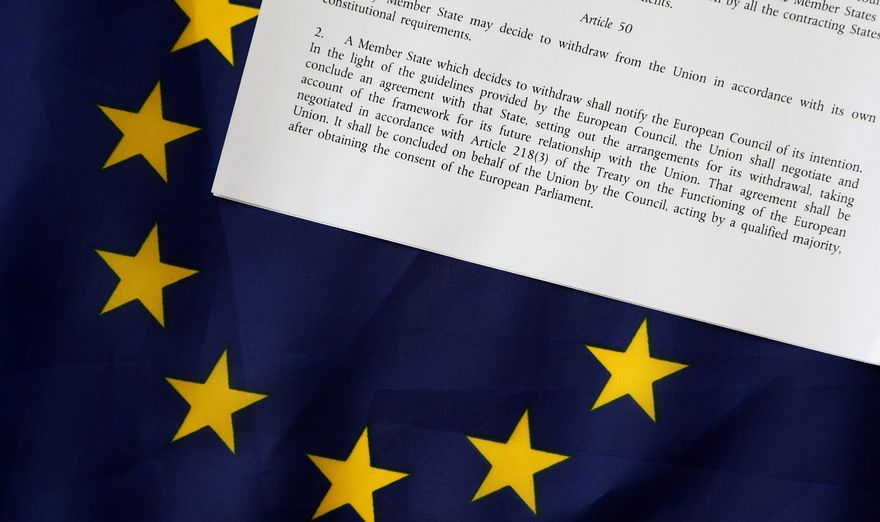 by all the contracting States
Article 50
Member State may decide to withdraw from the Union in accordance with its own
constitutional requirements.
2. A Member State which decides to withdraw shall notify the European Council of its intention.
In the light of the guidelines provided by the European Council, the Union shall negotiate and
conclude an agreement with that State, setting out the arrangements for its withdrawal, taking
account of the framework for its future relationship with the Union. That agreement shall be
negotiated in accordance with Article 218(3) of the Treaty on the Functioning of the European
Union. It shall be concluded on behalf of the Union by the Council, acting by a qualified majority,
after obtaining the consent of the European Parliament.